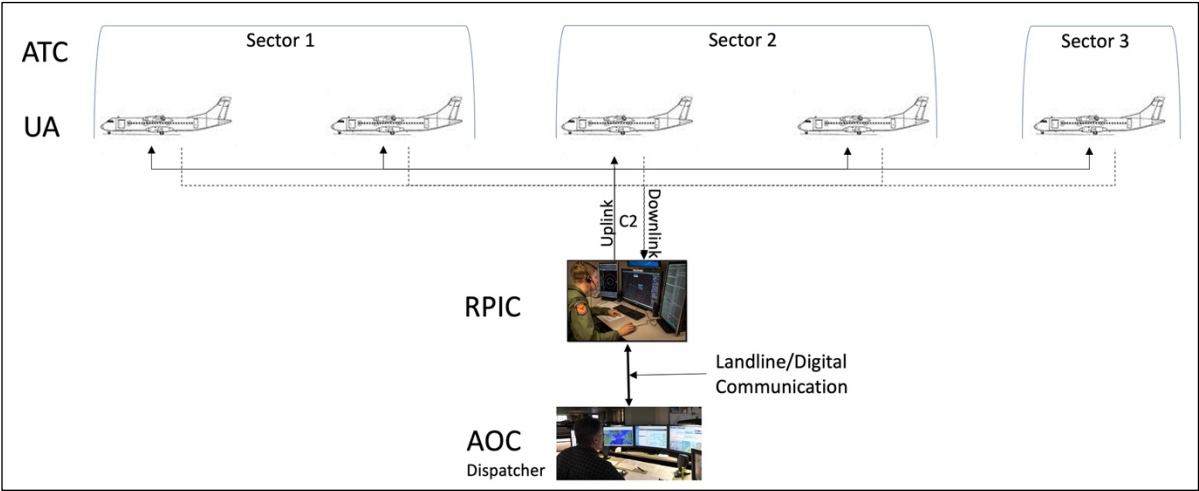 ATC
Sector 1
Sector 2
Sector 3
UA
Uplink
C2
Downlink
RPIC
Landline/Digital
Communication
AOC
Dispatcher